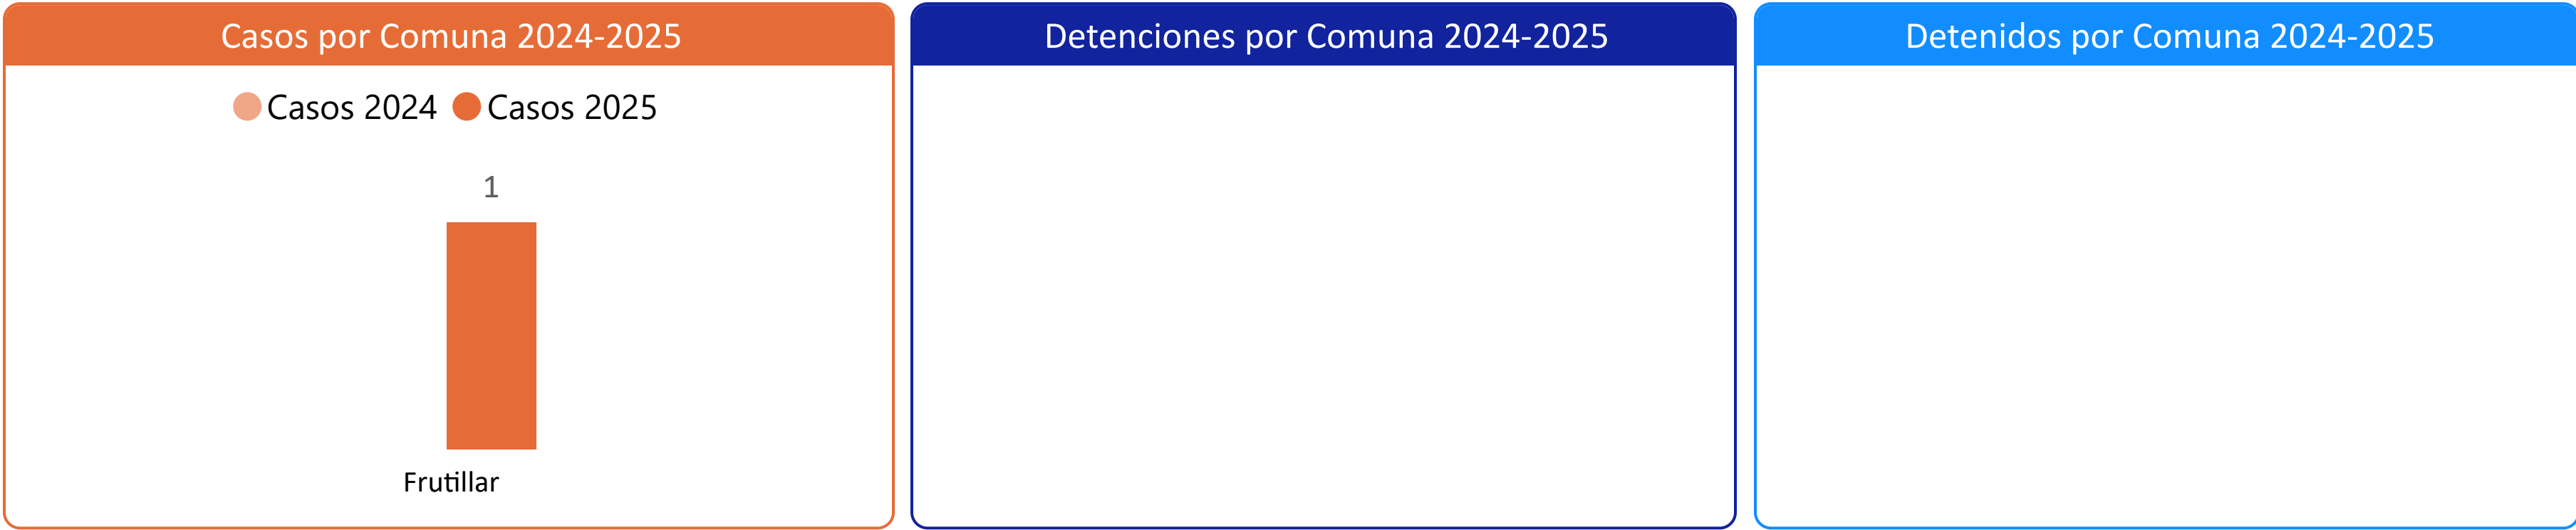 Casos por Comuna 2024-2025
Casos 2024 Casos 2025
1
Frutillar
Detenciones por Comuna 2024-2025
Detenidos por Comuna 2024-2025